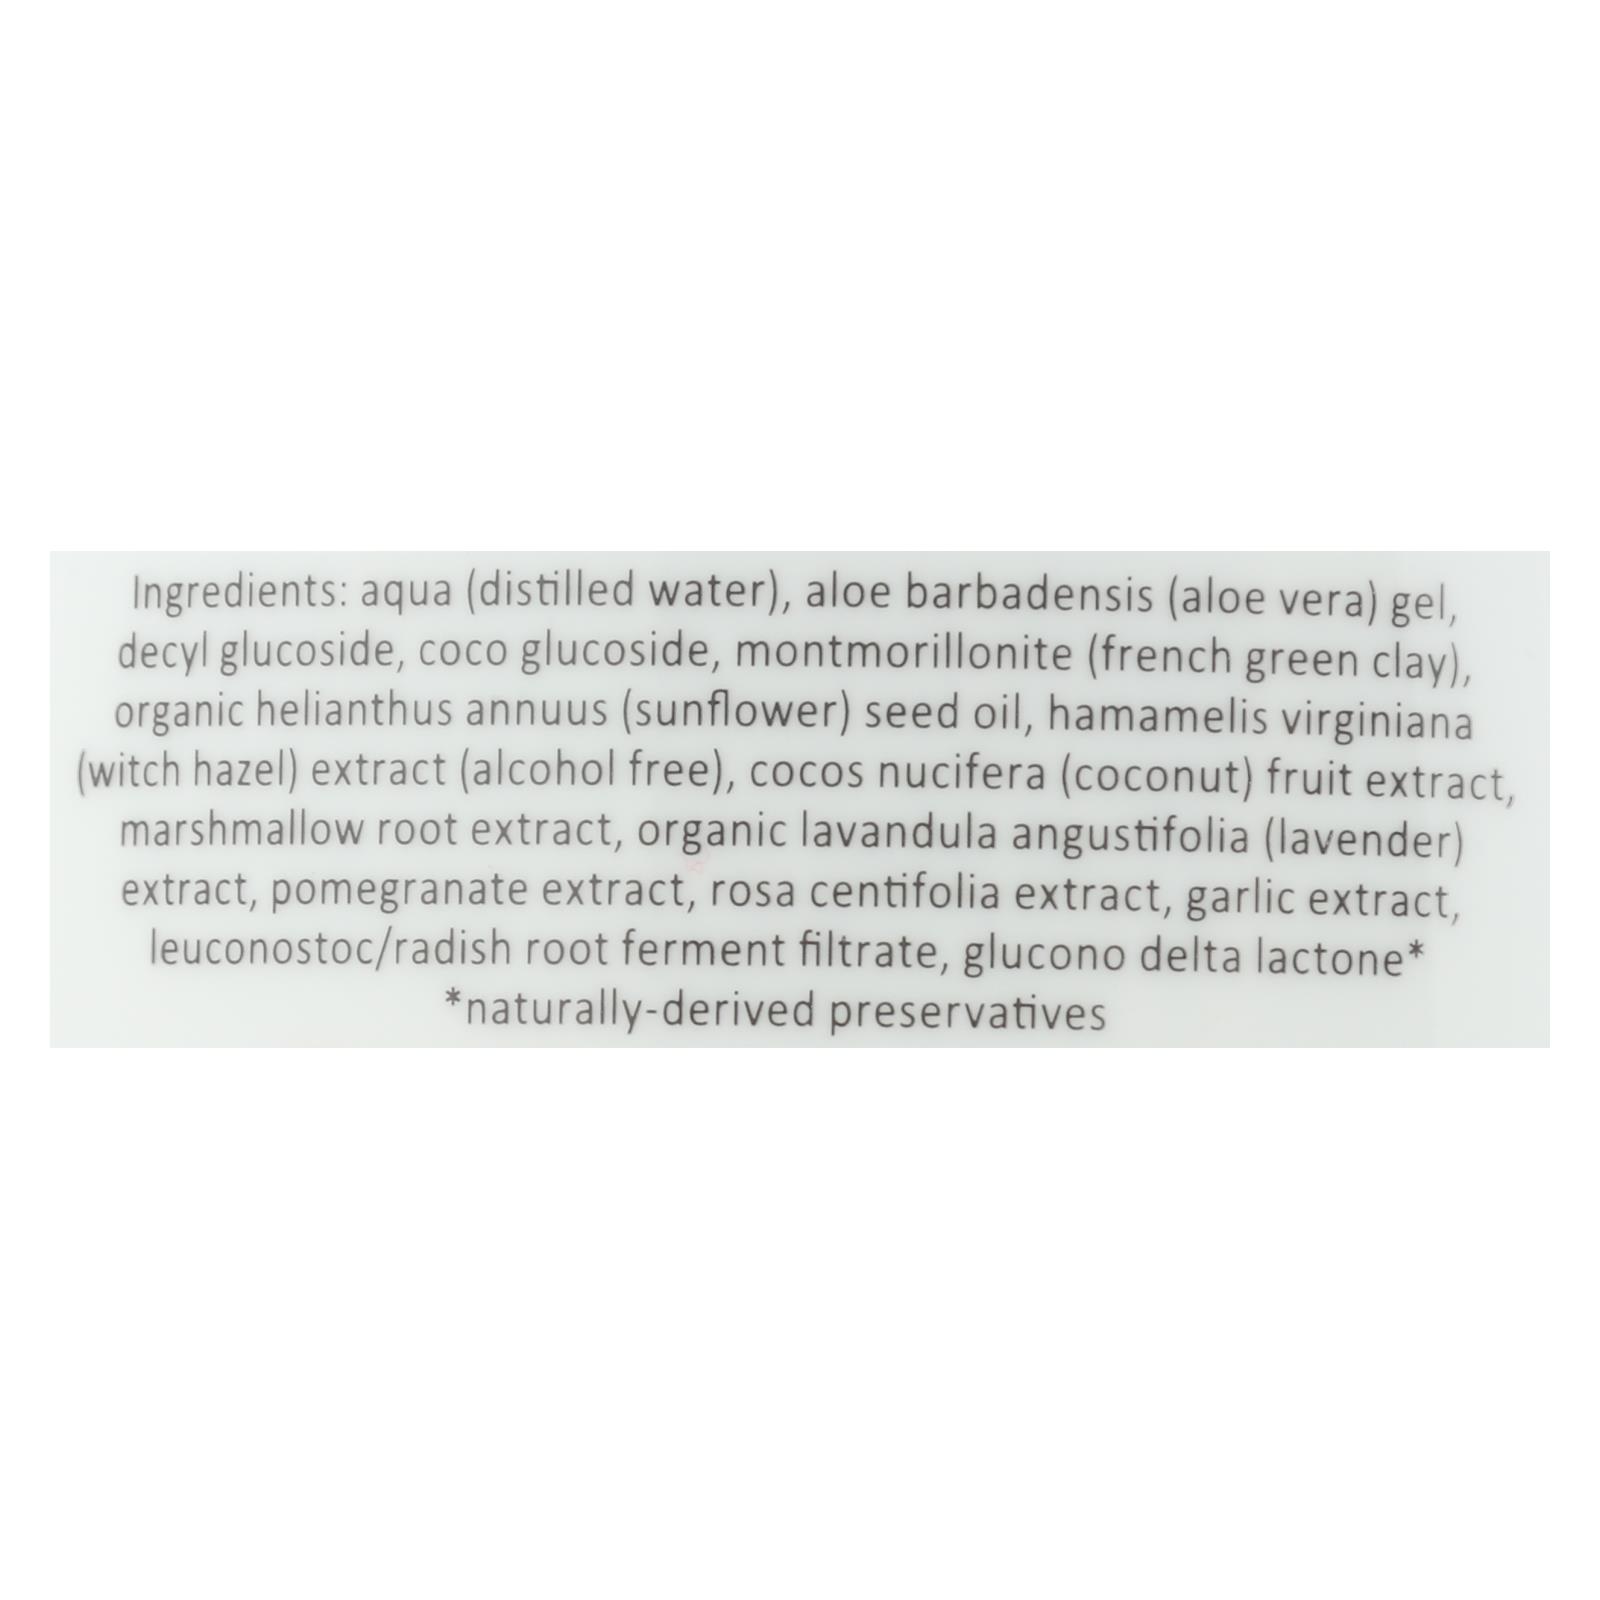 Ingredients: aqua (distilled water), aloe barbadensis (aloe vera) gel,
decyl glucoside, coco glucoside, montmorillonite (french green clay),
organic helianthus annuus (sunflower) seed oil, hamamelis virginiana
(witch hazel) extract (alcohol free), cocos nucifera (coconut) fruit extract,
marshmallow root extract, organic lavandula angustifolia (lavender)
extract, pomegranate extract, rosa centifolia extract, garlic extract,
leuconostoc/radish root ferment filtrate, glucono delta lactone*
*naturally-derived preservatives